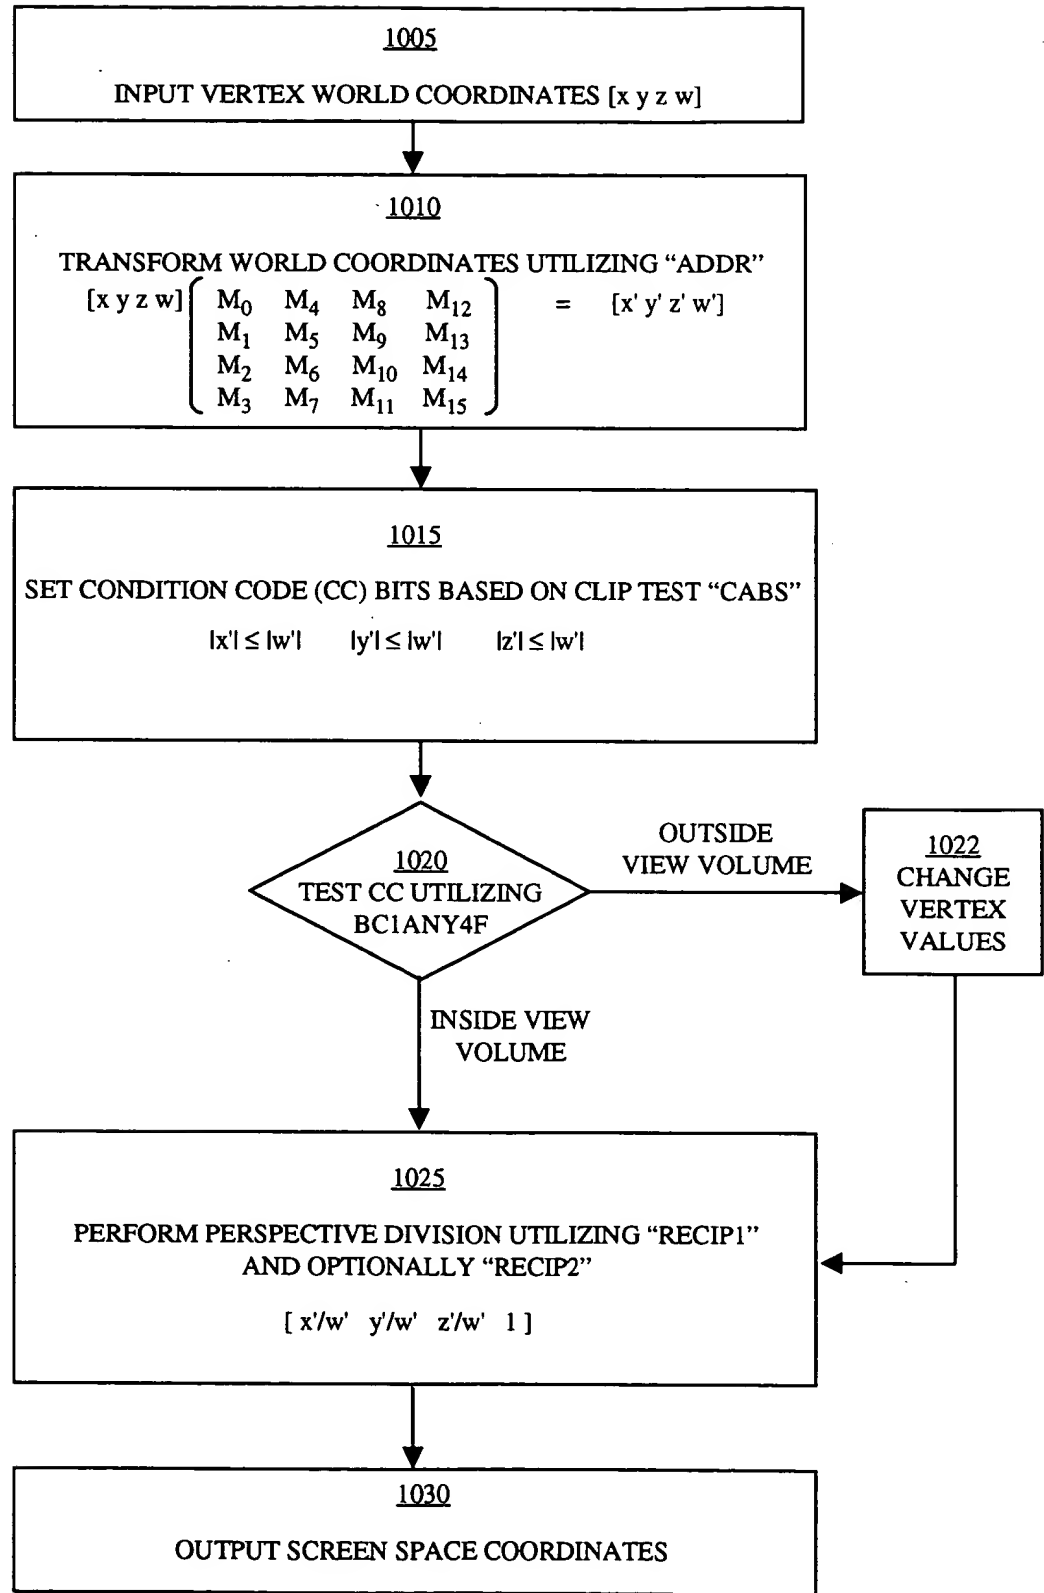 1005
INPUT VERTEX WORLD COORDINATES [x y z w]
1010
TRANSFORM WORLD COORDINATES UTILIZING “ADDR”
[x y z w] M0 M4 M8 M12 = [x' y' z' w']
M1 M5 M9 M13
M2 M6 M10 M14
M3 M7 M11 M15
1015
SET CONDITION CODE (CC) BITS BASED ON CLIP TEST “CABS”
|x'| ≤ |w'| |y'| ≤ |w'| |z'| ≤ |w'|
1020
TEST CC UTILIZING
BC1ANY4F
OUTSIDE
VIEW VOLUME
1022
CHANGE
VERTEX
VALUES
INSIDE VIEW
VOLUME
1025
PERFORM PERSPECTIVE DIVISION UTILIZING “RECIP1”
AND OPTIONALLY “RECIP2”
[ x'/w' y'/w' z'/w' 1 ]
1030
OUTPUT SCREEN SPACE COORDINATES